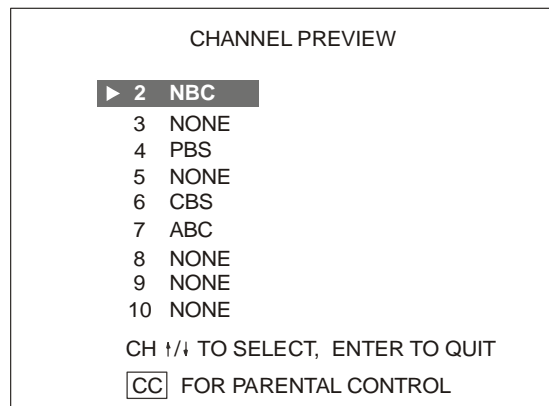 CHANNEL PREVIEW
▶ 2 NBC
3 NONE
4 PBS
5 NONE
6 CBS
7 ABC
8 NONE
9 NONE
10 NONE
CH ↑/↓ TO SELECT, ENTER TO QUIT
CC FOR PARENTAL CONTROL